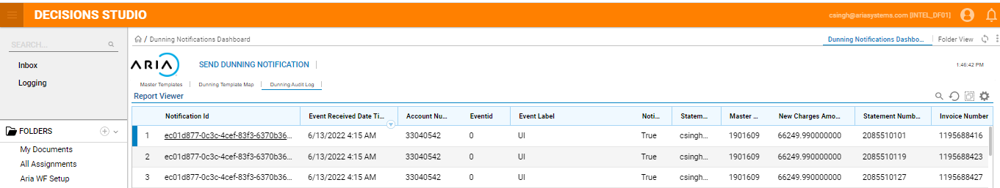 DECISIONS STUDIO
csingh@ariasystems.com [INTEL_DF01]
SEARCH...
Inbox
Logging
FOLDERS
My Documents
All Assignments
Aria WF Setup
/ Dunning Notifications Dashboard
Dunning Notifications Dashbo...
Folder View
ARIA
SEND DUNNING NOTIFICATION
1:46:42 PM
Master Templates
Dunning Template Map
Dunning Audit Log
Report Viewer
Notification Id Event Received Date Ti... Account Nu... Eventid Event Label Noti... Statem... Master ... New Charges Amo... Statement Numb... Invoice Number
1 ec01d877-0c3c-4cef-83f3-6370b36... 6/13/2022 4:15 AM 33040542 0 UI True csingh... 1901609 66249.990000000 2085510101 1195688416
2 ec01d877-0c3c-4cef-83f3-6370b36... 6/13/2022 4:15 AM 33040542 0 UI True csingh... 1901609 66249.990000000 2085510119 1195688423
3 ec01d877-0c3c-4cef-83f3-6370b36... 6/13/2022 4:15 AM 33040542 0 UI True csingh... 1901609 66249.990000000 2085510127 1195688427